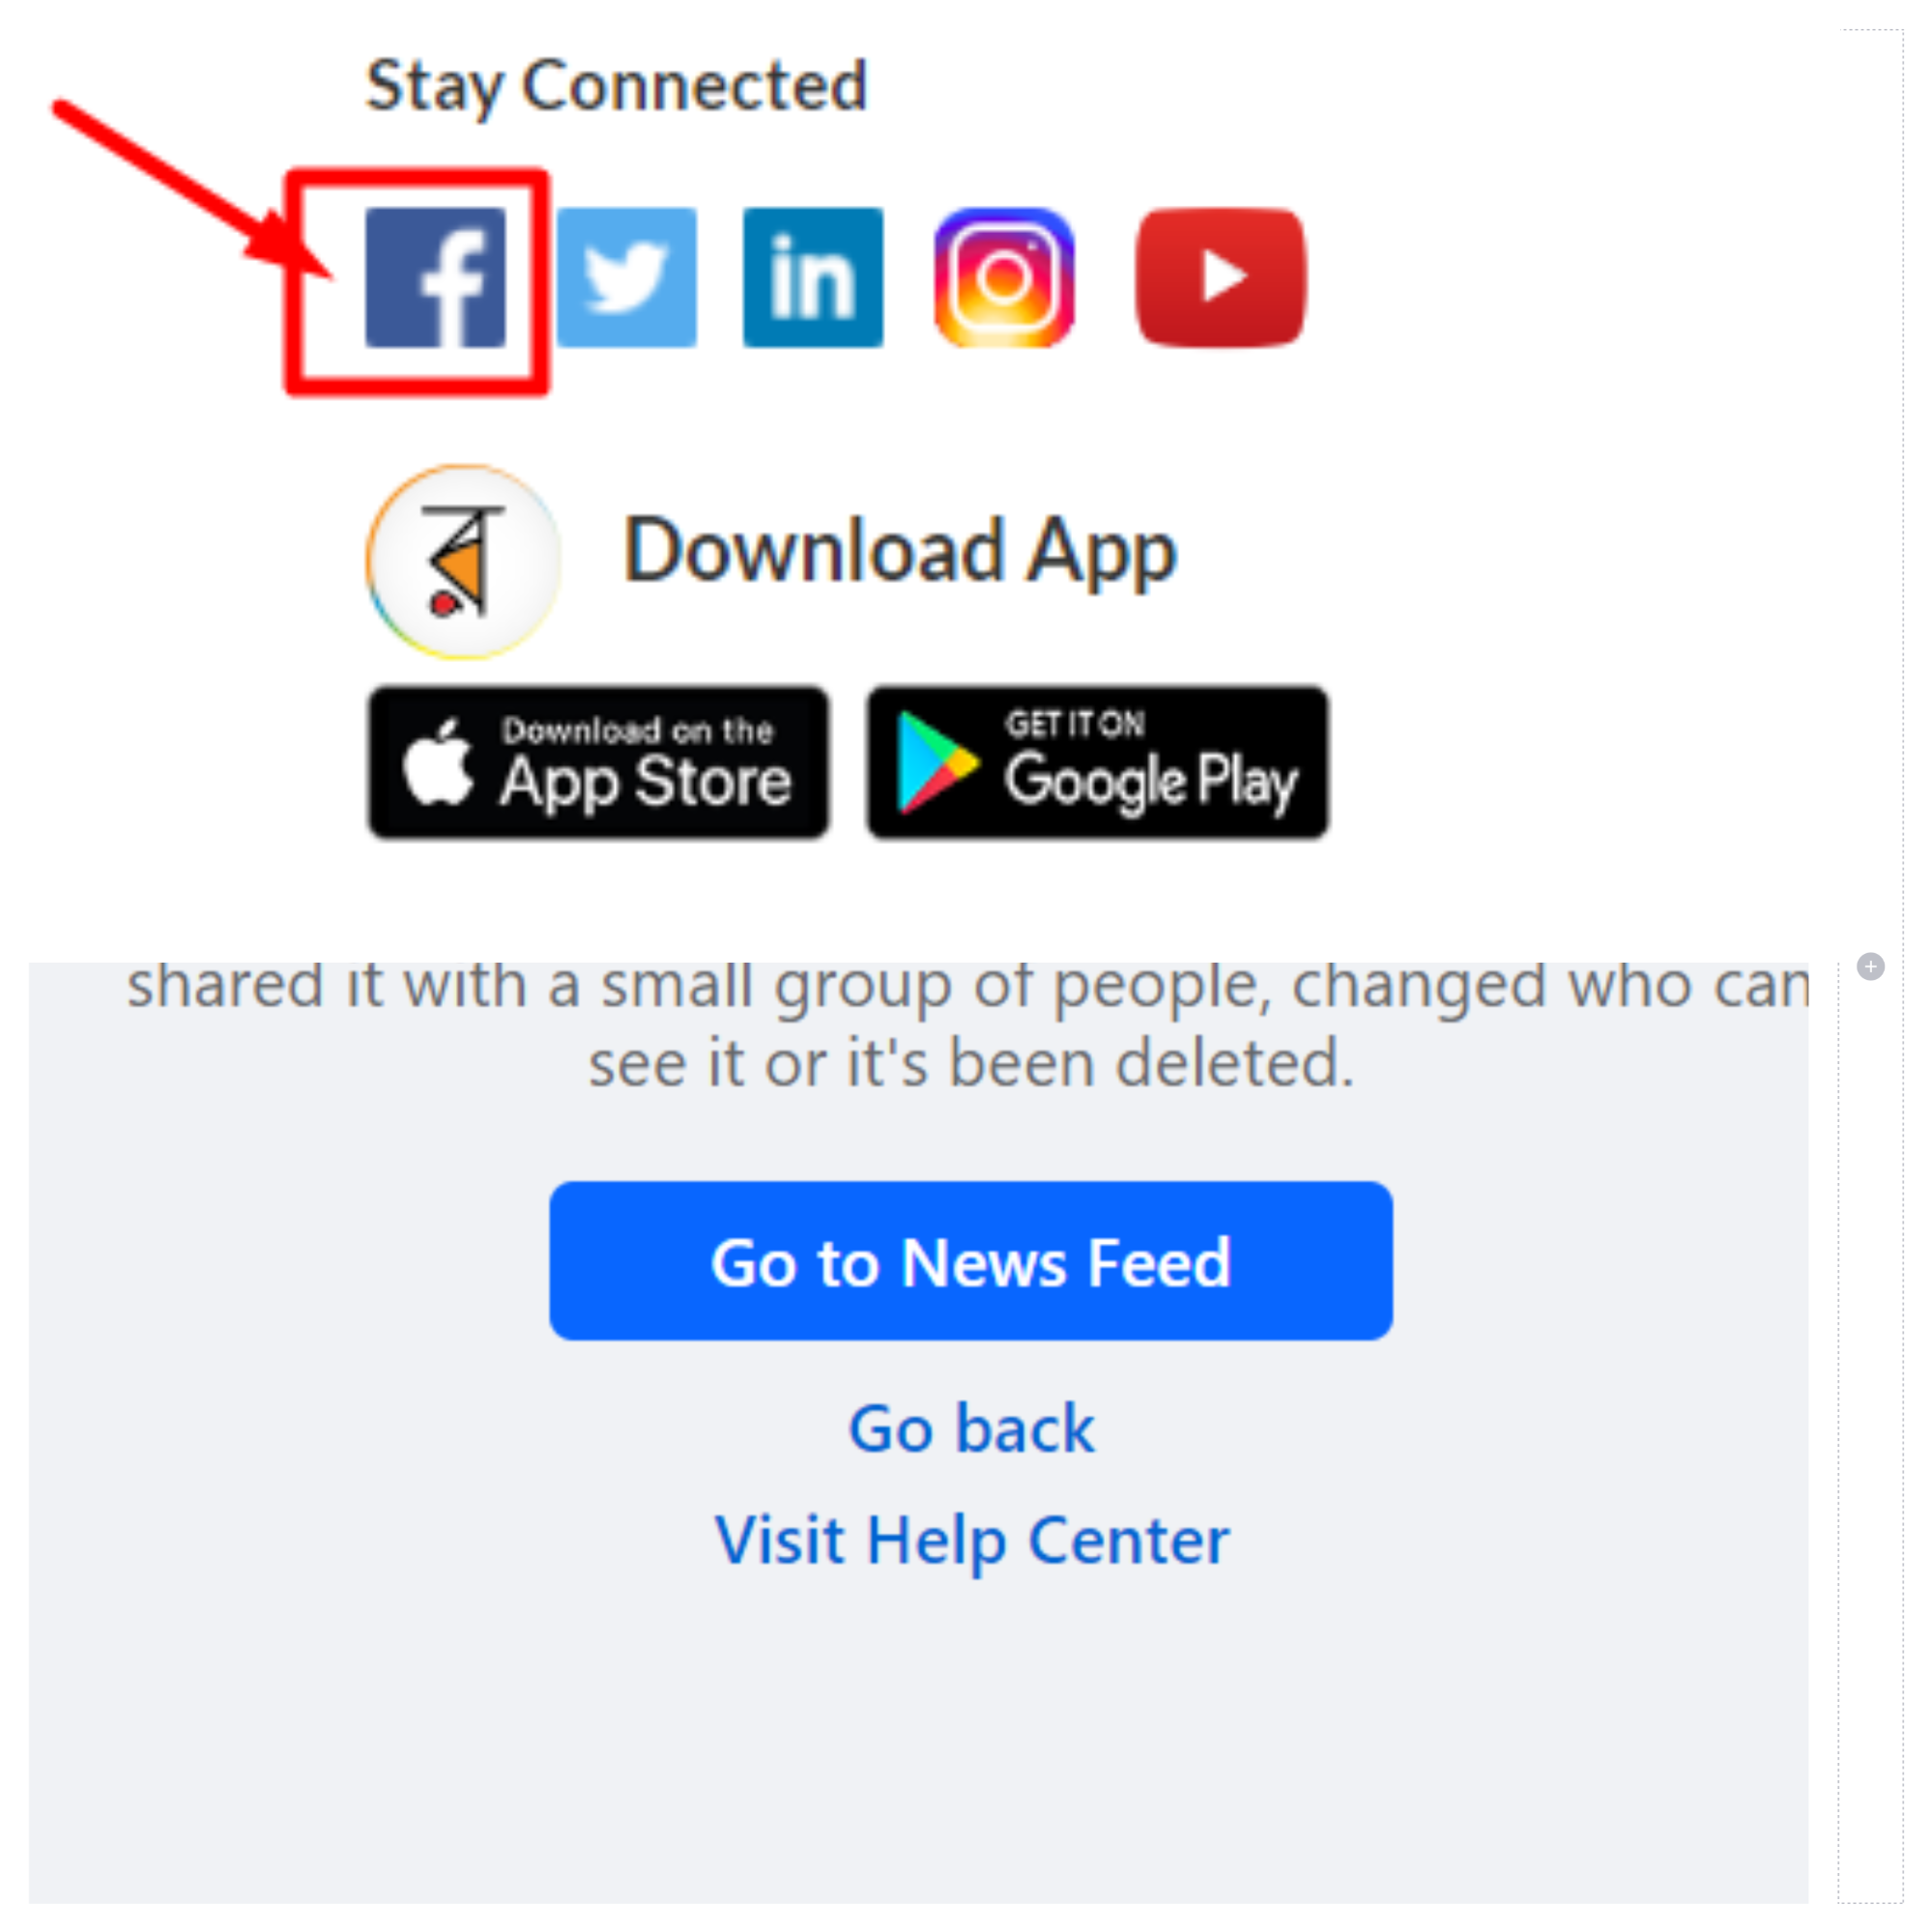 Stay Connected
Download App
Download on the
App Store
GET IT ON
Google Play
shared it with a small group of people, changed who can
see it or it's been deleted.
Go to News Feed
Go back
Visit Help Center